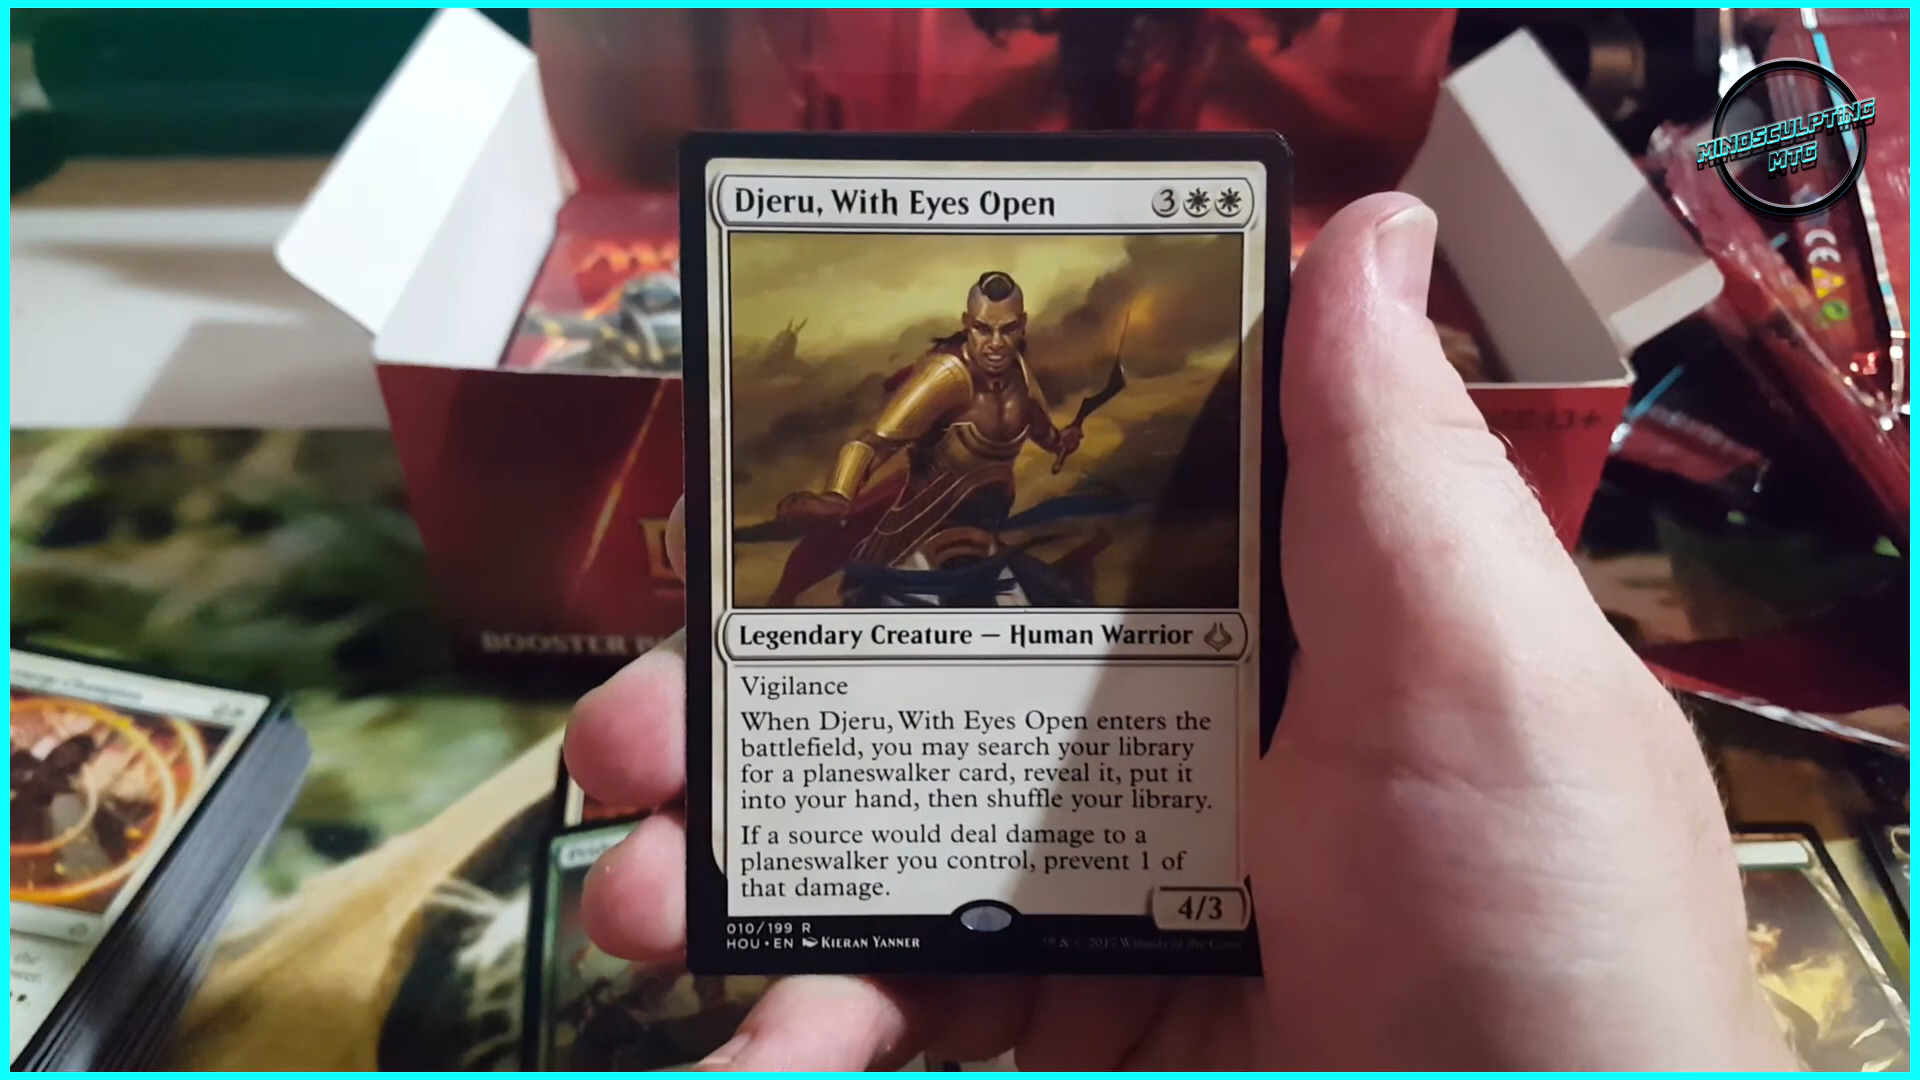 MINDSCULPTING
MTG
Djeru, With Eyes Open
3
CE
Legendary Creature — Human Warrior
BOOSTER
Vigilance
When Djeru, With Eyes Open enters the
battlefield, you may search your library
for a planeswalker card, reveal it, put it
into your hand, then shuffle your library.
If a source would deal damage to a
planeswalker you control, prevent 1 of
that damage.
4/3
010/199 R
HOU • EN KIERAN YANNER